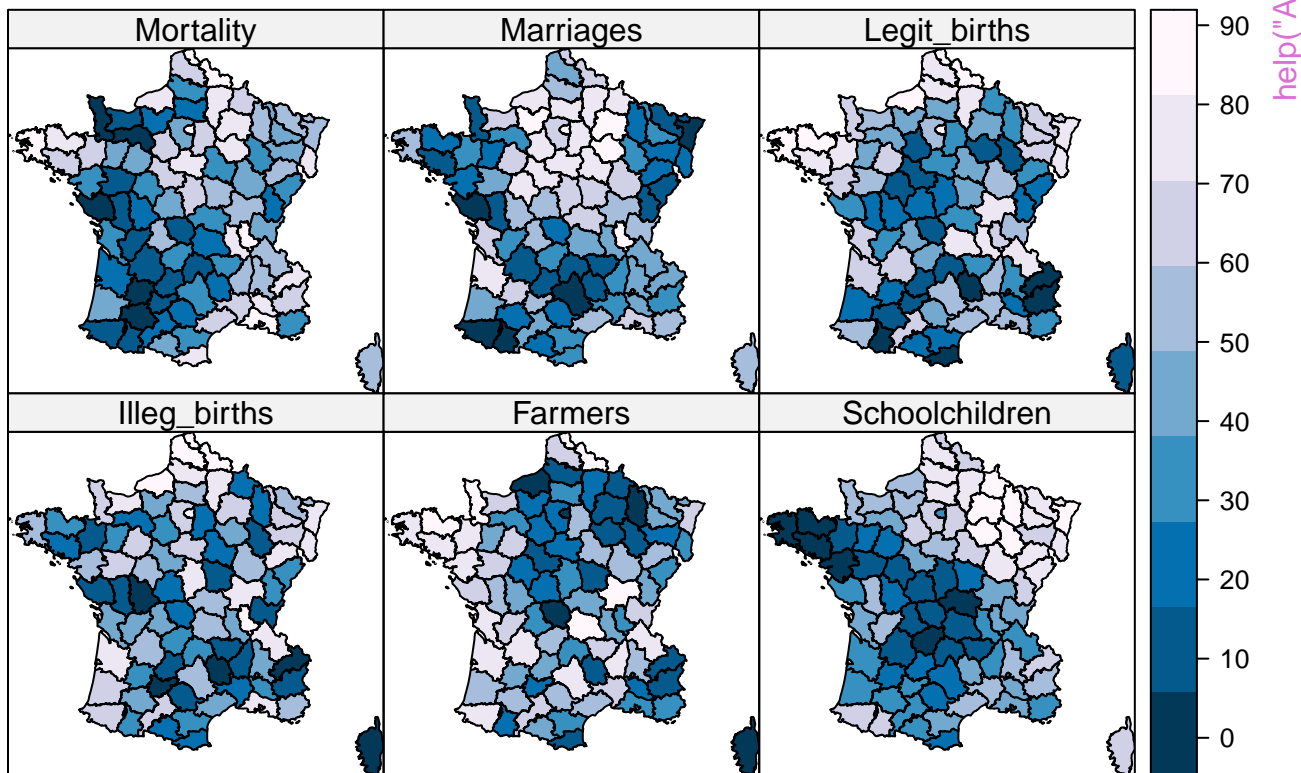 Mortality
Marriages
Legit_births
Illeg_births
Farmers
Schoolchildren
90
80
70
60
50
40
30
20
10
0
help("A